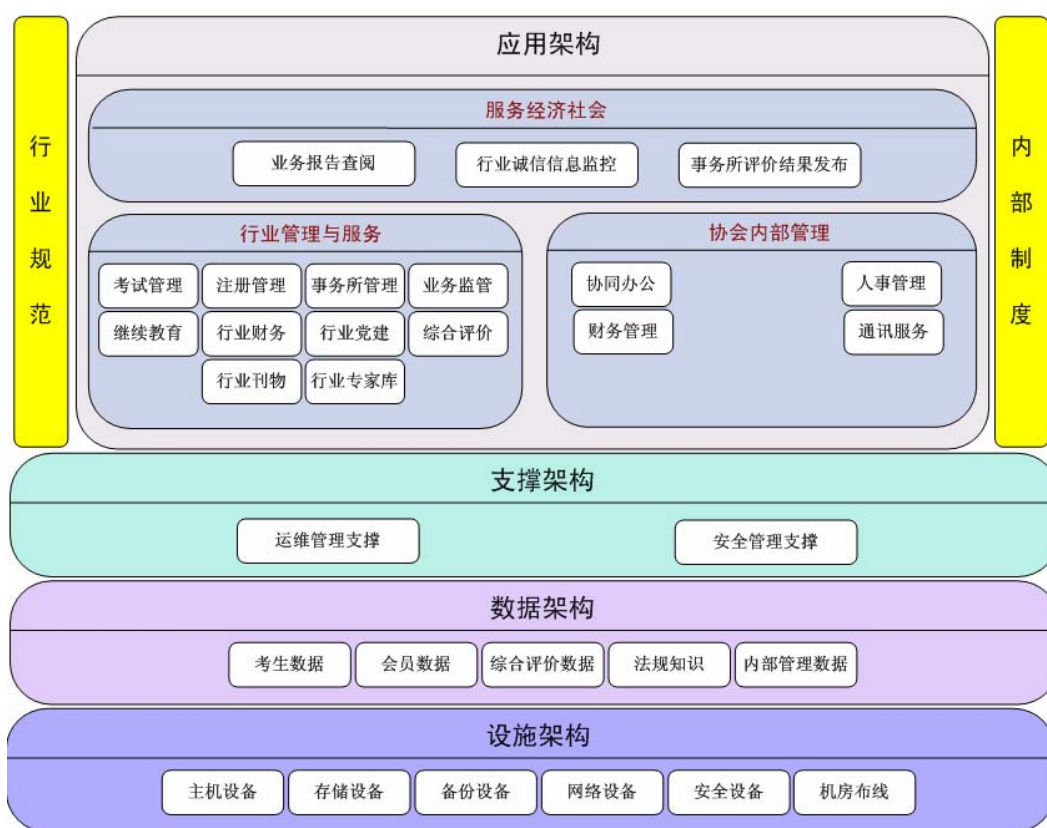 应用架构
服务经济社会
业务报告查阅
行业诚信信息监控
事务所评价结果发布
行业规范
内部制度
行业管理与服务
考试管理
注册管理
事务所管理
业务监管
继续教育
行业财务
行业党建
综合评价
行业刊物
行业专家库
协会内部管理
协同办公
人事管理
财务管理
通讯服务
支撑架构
运维管理支撑
安全管理支撑
数据架构
考生数据
会员数据
综合评价数据
法规知识
内部管理数据
设施架构
主机设备
存储设备
备份设备
网络设备
安全设备
机房布线